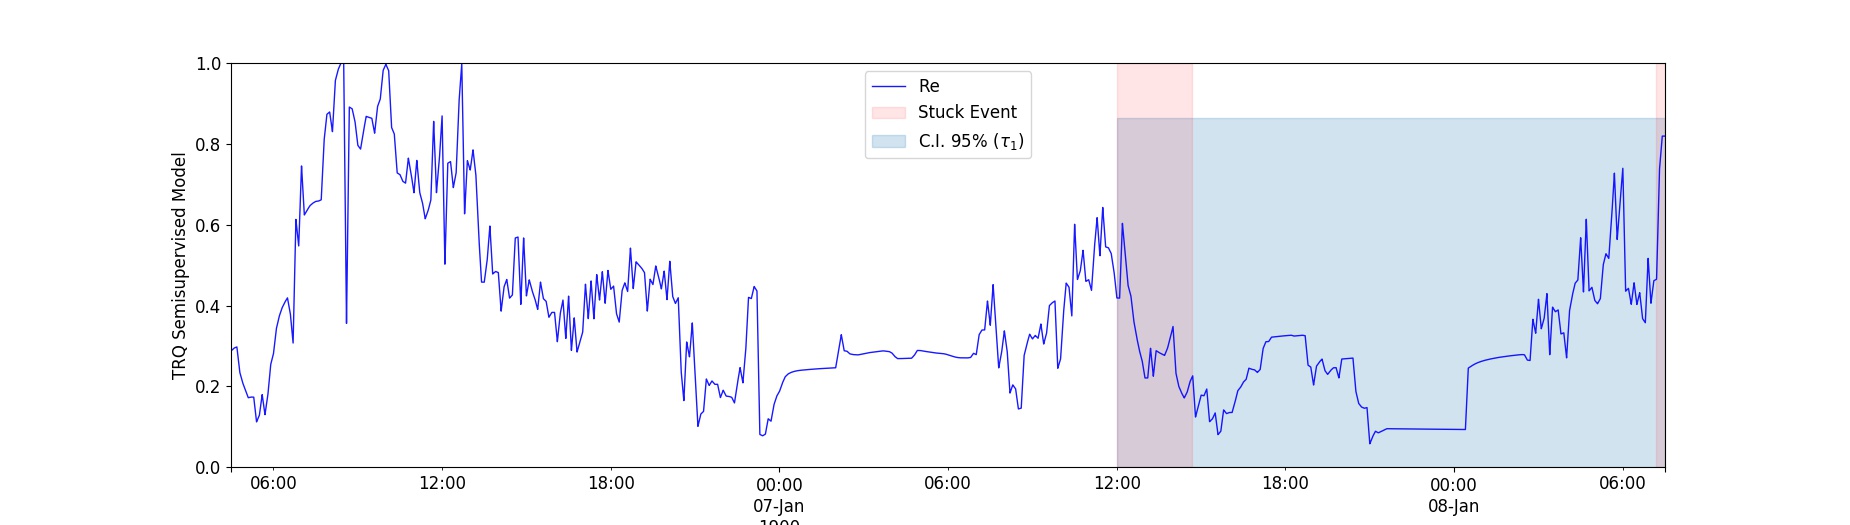 TRQ Semisupervised Model
1.0
0.8
0.6
0.4
0.2
0.0
Re
Stuck Event
C.I. 95% (τ₁)
06:00 12:00 18:00 00:00 06:00 12:00 18:00 00:00 06:00
07-Jan 08-Jan
1900